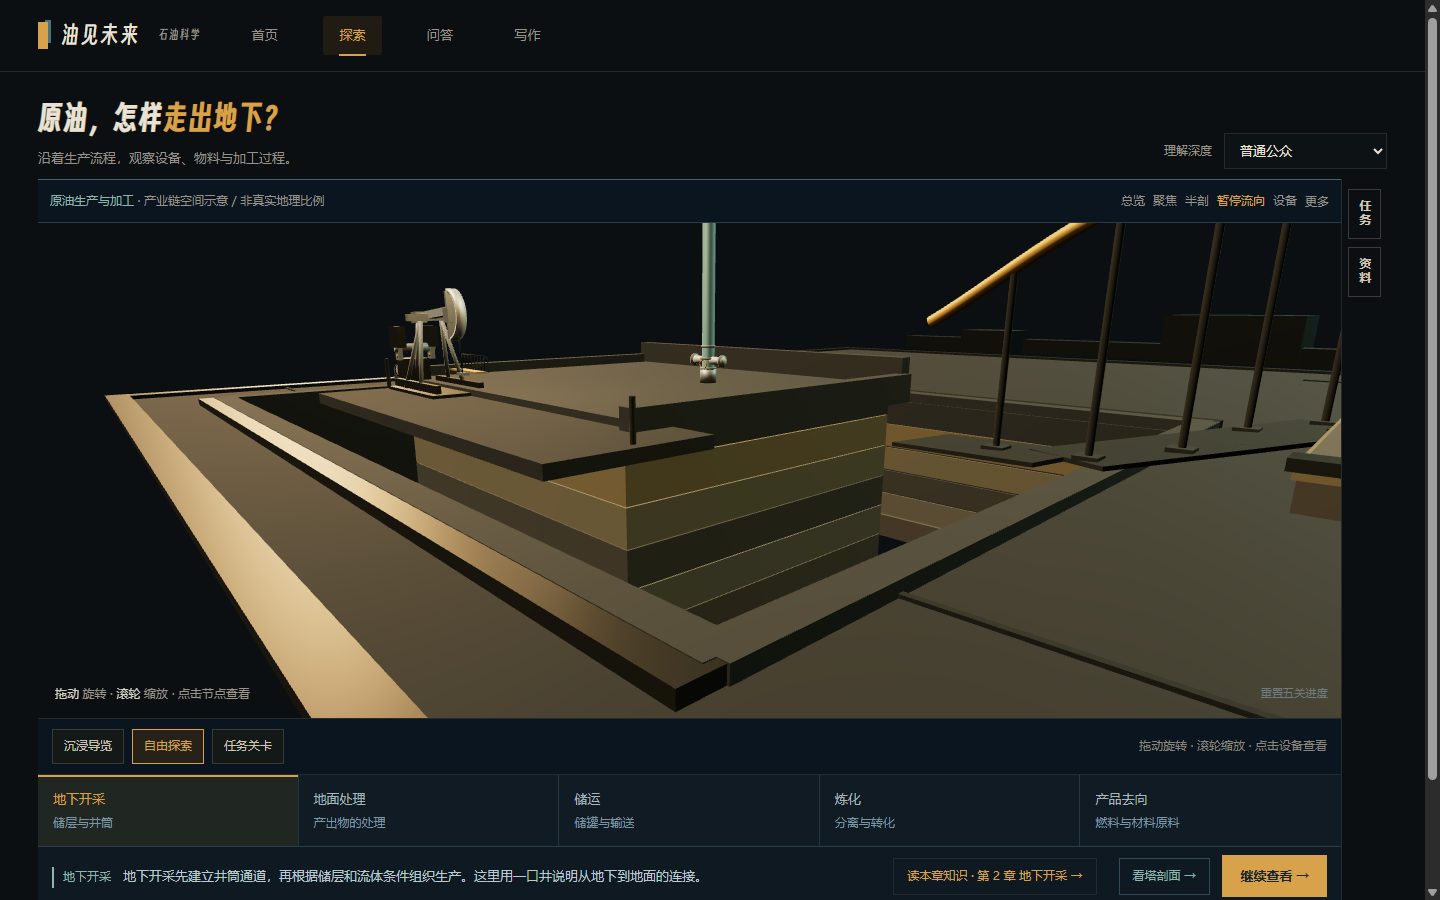 油见未来 石油科学 首页 探索 问答 写作
原油，怎样走出地下？
沿着生产流程，观察设备、物料与加工过程。
理解深度 普通公众
原油生产与加工 · 产业链空间示意 / 非真实地理比例
总览 聚焦 半剖 暂停流向 设备 更多
任务
资料
拖动 旋转 · 滚轮 缩放 · 点击节点查看
重置五关进度
沉浸导览 自由探索 任务关卡
拖动旋转 · 滚轮缩放 · 点击设备查看
地下开采
储层与井筒
地面处理
产出物的处理
储运
储罐与输送
炼化
分离与转化
产品去向
燃料与材料原料
地下开采 地下开采先建立井筒通道，再根据储层和流体条件组织生产。这里用一口井说明从地下到地面的连接。
读本章知识 · 第 2 章 地下开采 →
看塔剖面 →
继续查看 →